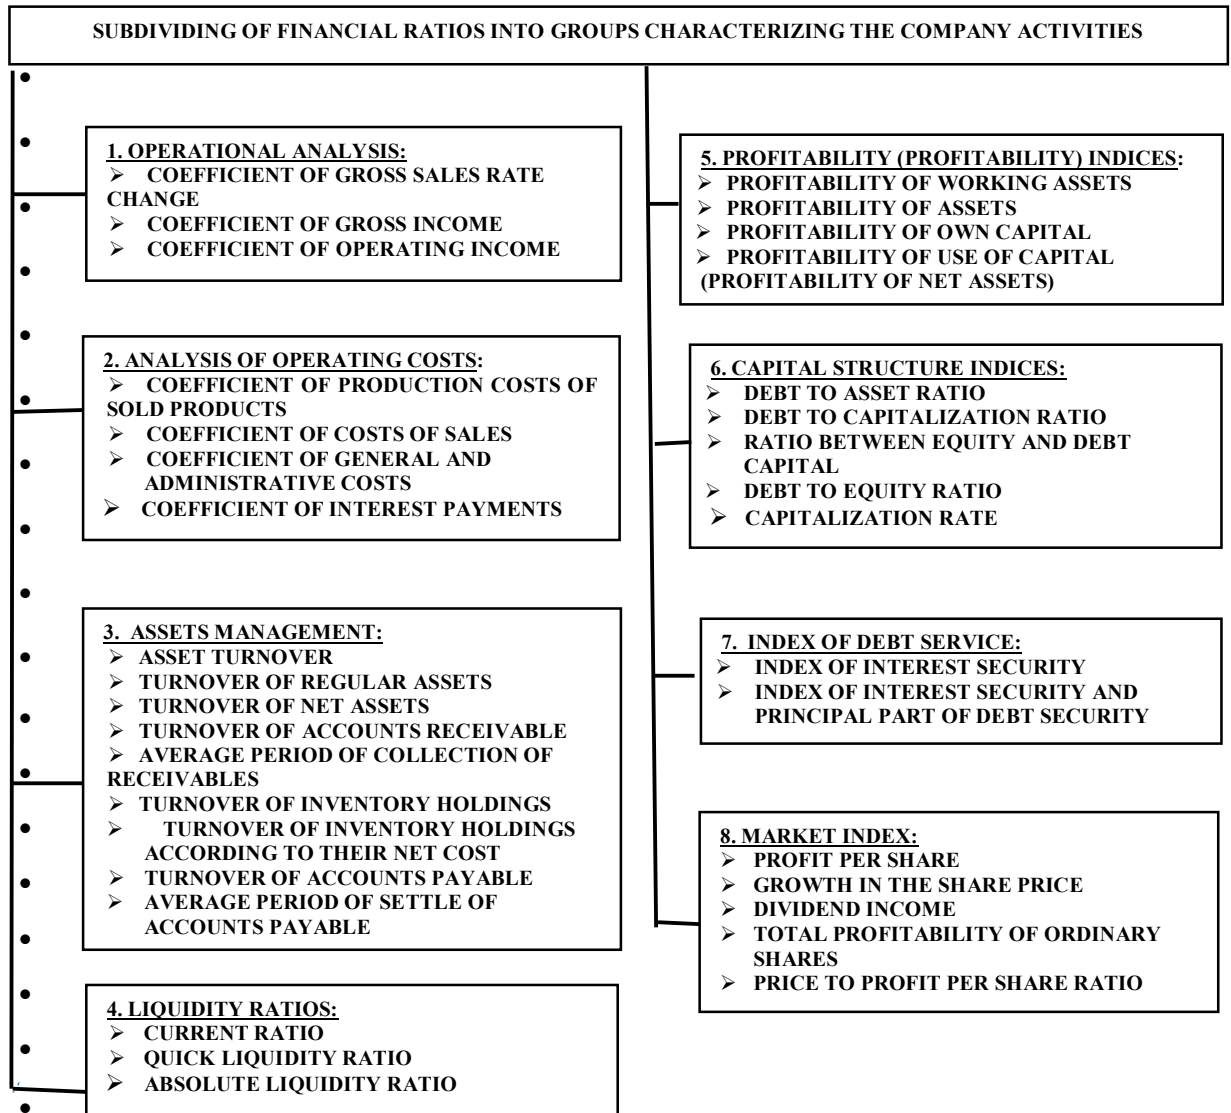 SUBDIVIDING OF FINANCIAL RATIOS INTO GROUPS CHARACTERIZING THE COMPANY ACTIVITIES
1. OPERATIONAL ANALYSIS:
➢ COEFFICIENT OF GROSS SALES RATE
CHANGE
➢ COEFFICIENT OF GROSS INCOME
➢ COEFFICIENT OF OPERATING INCOME
2. ANALYSIS OF OPERATING COSTS:
➢ COEFFICIENT OF PRODUCTION COSTS OF
SOLD PRODUCTS
➢ COEFFICIENT OF COSTS OF SALES
➢ COEFFICIENT OF GENERAL AND
ADMINISTRATIVE COSTS
➢ COEFFICIENT OF INTEREST PAYMENTS
3. ASSETS MANAGEMENT:
➢ ASSET TURNOVER
➢ TURNOVER OF REGULAR ASSETS
➢ TURNOVER OF NET ASSETS
➢ TURNOVER OF ACCOUNTS RECEIVABLE
➢ AVERAGE PERIOD OF COLLECTION OF
RECEIVABLES
➢ TURNOVER OF INVENTORY HOLDINGS
➢ TURNOVER OF INVENTORY HOLDINGS
ACCORDING TO THEIR NET COST
➢ TURNOVER OF ACCOUNTS PAYABLE
➢ AVERAGE PERIOD OF SETTLE OF
ACCOUNTS PAYABLE
4. LIQUIDITY RATIOS:
➢ CURRENT RATIO
➢ QUICK LIQUIDITY RATIO
➢ ABSOLUTE LIQUIDITY RATIO
5. PROFITABILITY (PROFITABILITY) INDICES:
➢ PROFITABILITY OF WORKING ASSETS
➢ PROFITABILITY OF ASSETS
➢ PROFITABILITY OF OWN CAPITAL
➢ PROFITABILITY OF USE OF CAPITAL
(PROFITABILITY OF NET ASSETS)
6. CAPITAL STRUCTURE INDICES:
➢ DEBT TO ASSET RATIO
➢ DEBT TO CAPITALIZATION RATIO
➢ RATIO BETWEEN EQUITY AND DEBT
CAPITAL
➢ DEBT TO EQUITY RATIO
➢ CAPITALIZATION RATE
7. INDEX OF DEBT SERVICE:
➢ INDEX OF INTEREST SECURITY
➢ INDEX OF INTEREST SECURITY AND
PRINCIPAL PART OF DEBT SECURITY
8. MARKET INDEX:
➢ PROFIT PER SHARE
➢ GROWTH IN THE SHARE PRICE
➢ DIVIDEND INCOME
➢ TOTAL PROFITABILITY OF ORDINARY
SHARES
➢ PRICE TO PROFIT PER SHARE RATIO